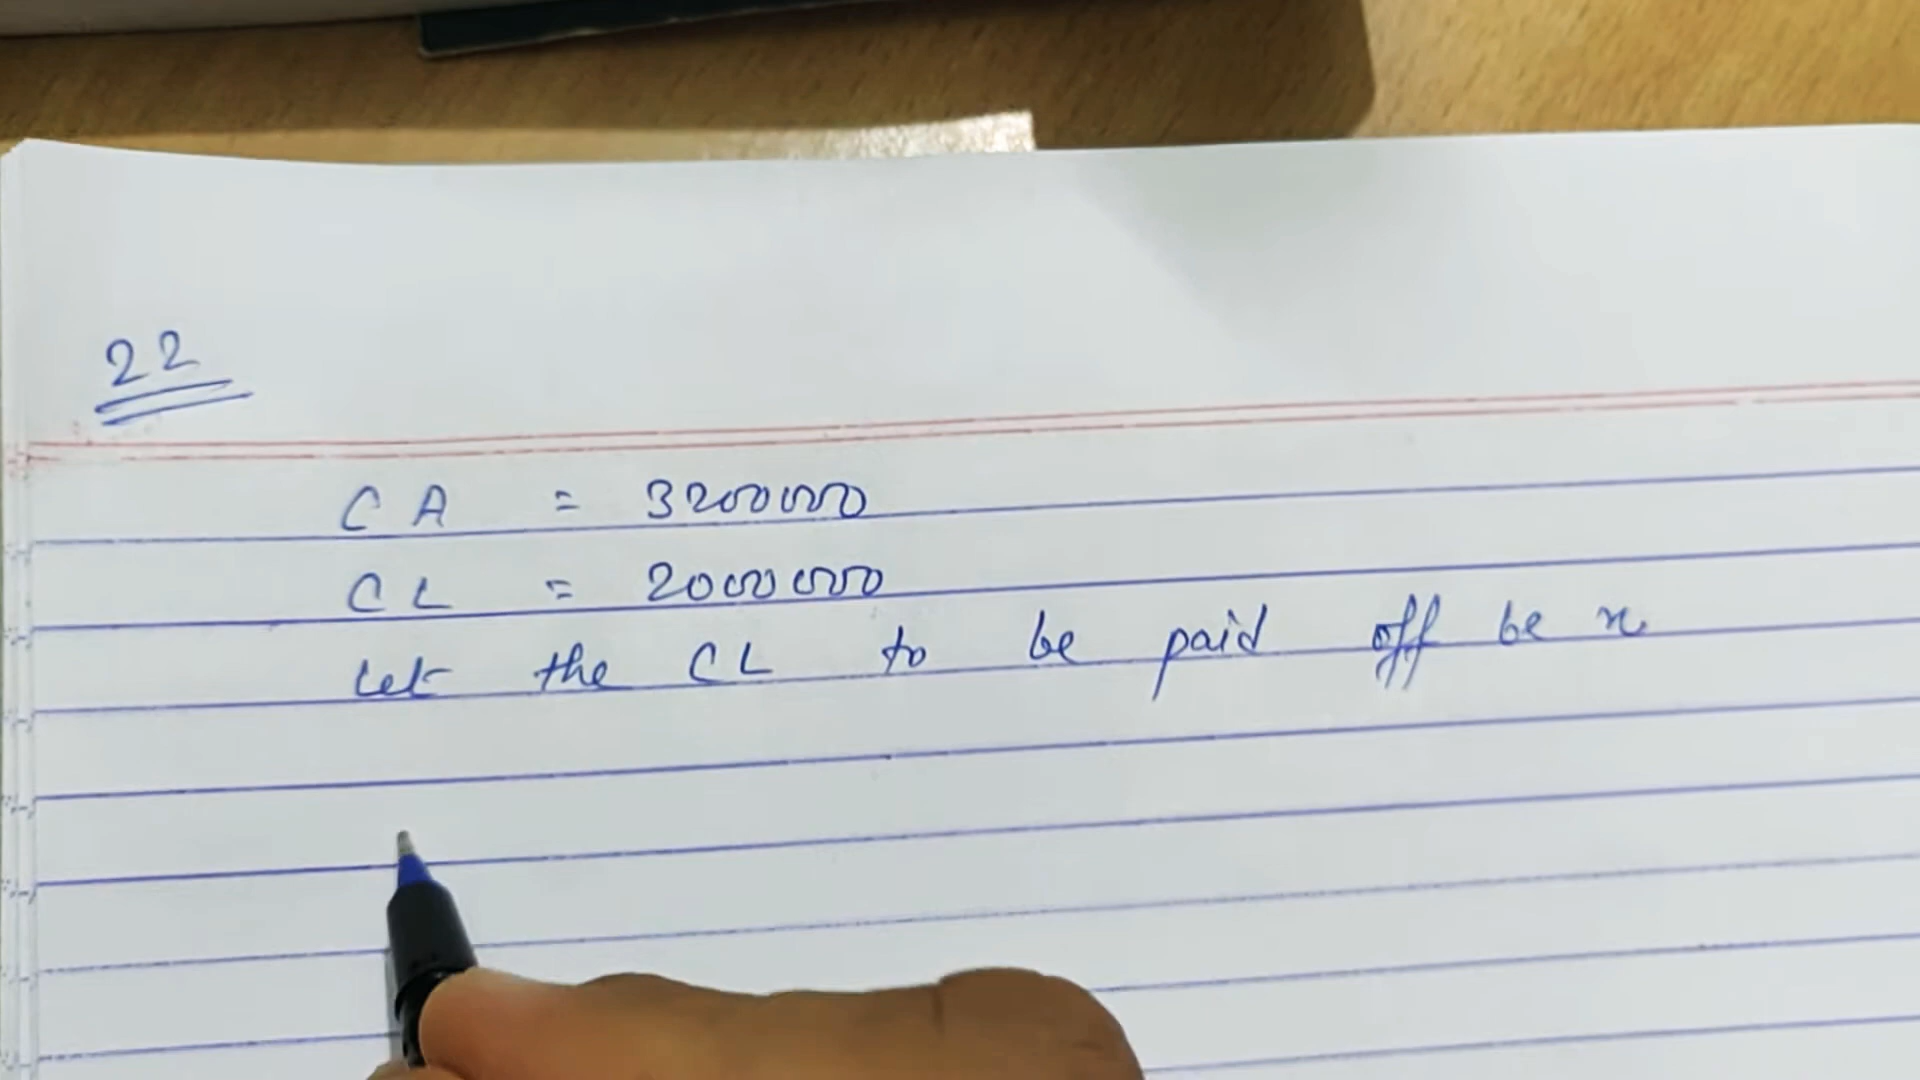 22
CA = 3200000
CL = 2000000
Let the CL to be paid off be x